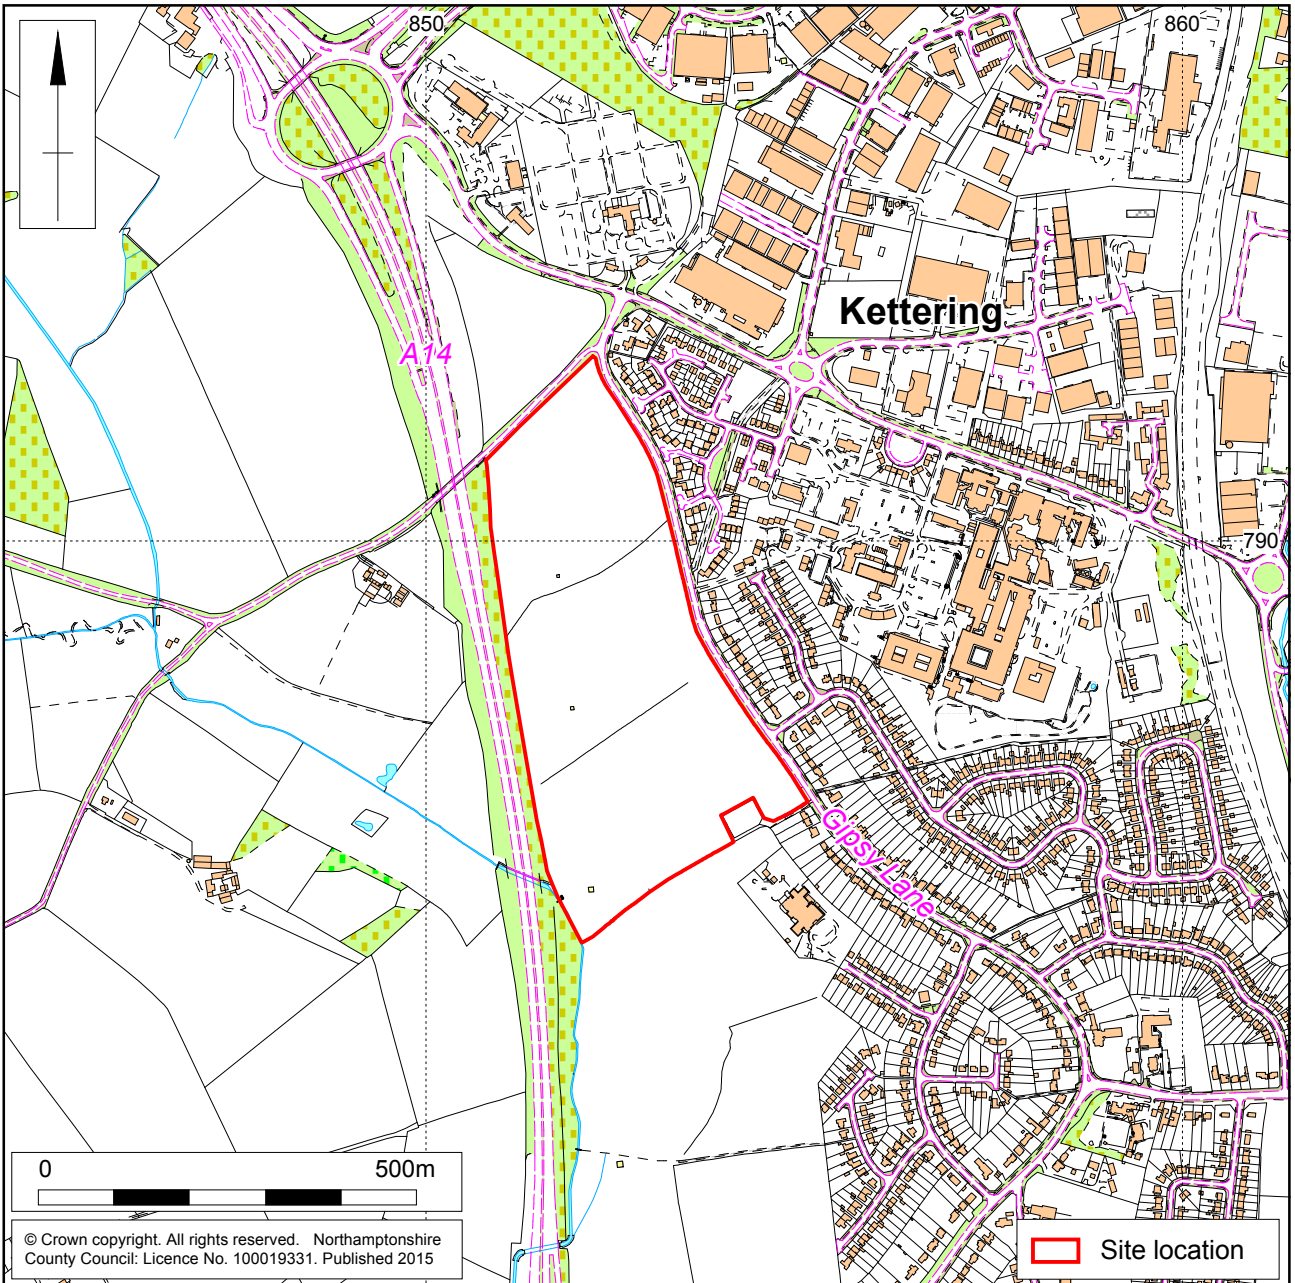 850
860
Kettering
A14
790
Gipsy Lane
0 500m
© Crown copyright. All rights reserved. Northamptonshire
County Council: Licence No. 100019331. Published 2015
Site location